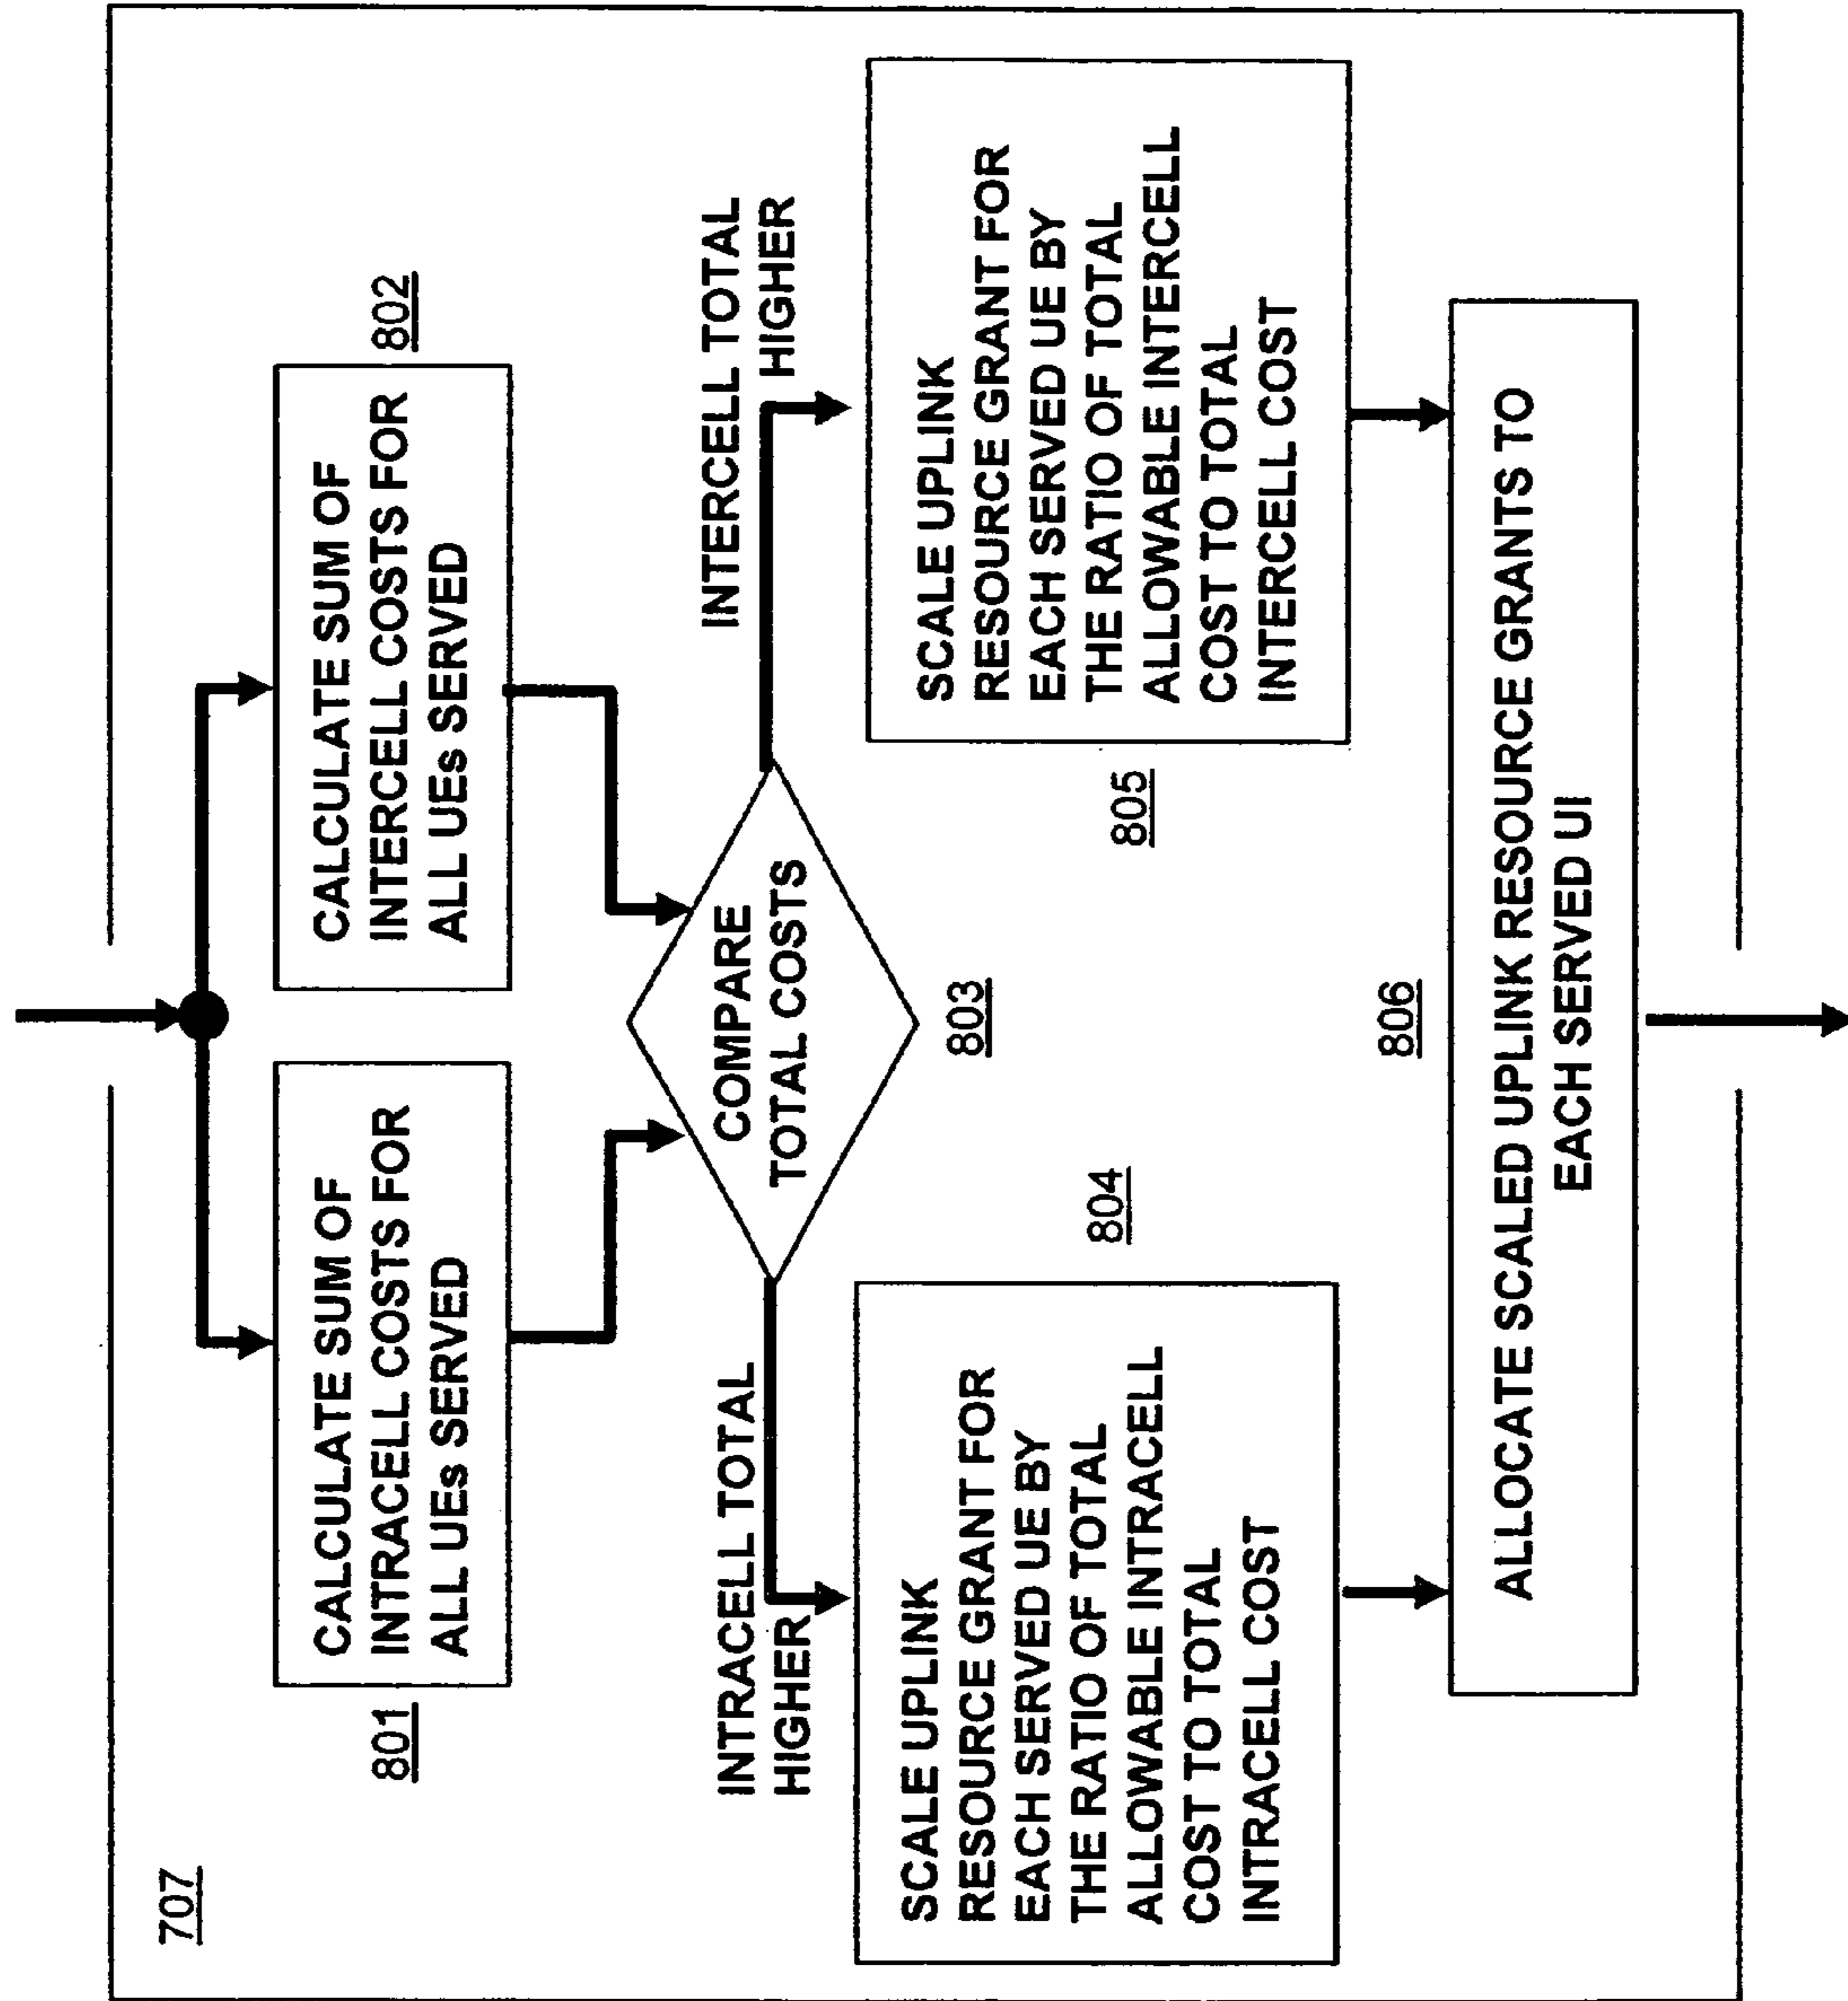 707
CALCULATE SUM OF
INTRACELL COSTS FOR
ALL UEs SERVED
801
CALCULATE SUM OF
INTERCELL COSTS FOR
ALL UEs SERVED
802
COMPARE
TOTAL COSTS
803
INTRACELL TOTAL
HIGHER
INTERCELL TOTAL
HIGHER
SCALE UPLINK
RESOURCE GRANT FOR
EACH SERVED UE BY
THE RATIO OF TOTAL
ALLOWABLE INTRACELL
COST TO TOTAL
INTRACELL COST
804
SCALE UPLINK
RESOURCE GRANT FOR
EACH SERVED UE BY
THE RATIO OF TOTAL
ALLOWABLE INTERCELL
COST TO TOTAL
INTERCELL COST
805
806
ALLOCATE SCALED UPLINK RESOURCE GRANTS TO
EACH SERVED UI